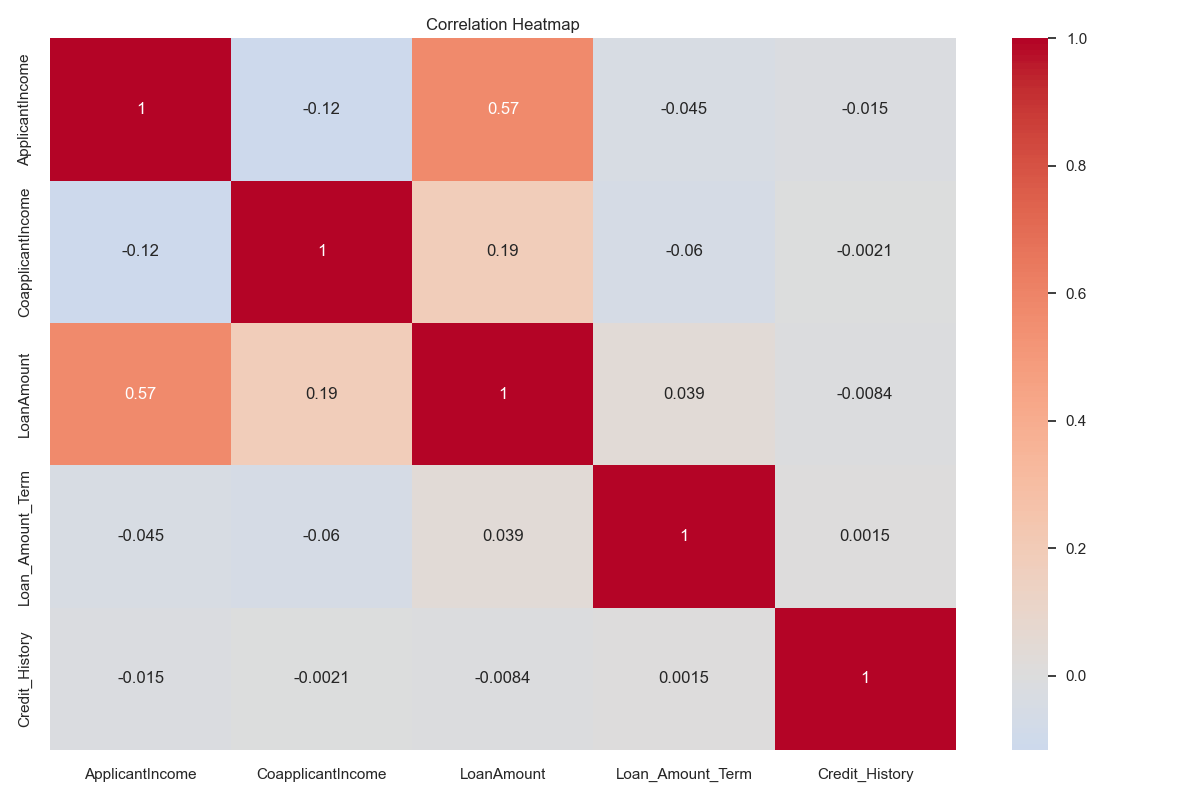 Correlation Heatmap
ApplicantIncome
1
-0.12
0.57
-0.045
-0.015
CoapplicantIncome
-0.12
1
0.19
-0.06
-0.0021
LoanAmount
0.57
0.19
1
0.039
-0.0084
Loan_Amount_Term
-0.045
-0.06
0.039
1
0.0015
Credit_History
-0.015
-0.0021
-0.0084
0.0015
1
ApplicantIncome
CoapplicantIncome
LoanAmount
Loan_Amount_Term
Credit_History
1.0
0.8
0.6
0.4
0.2
0.0